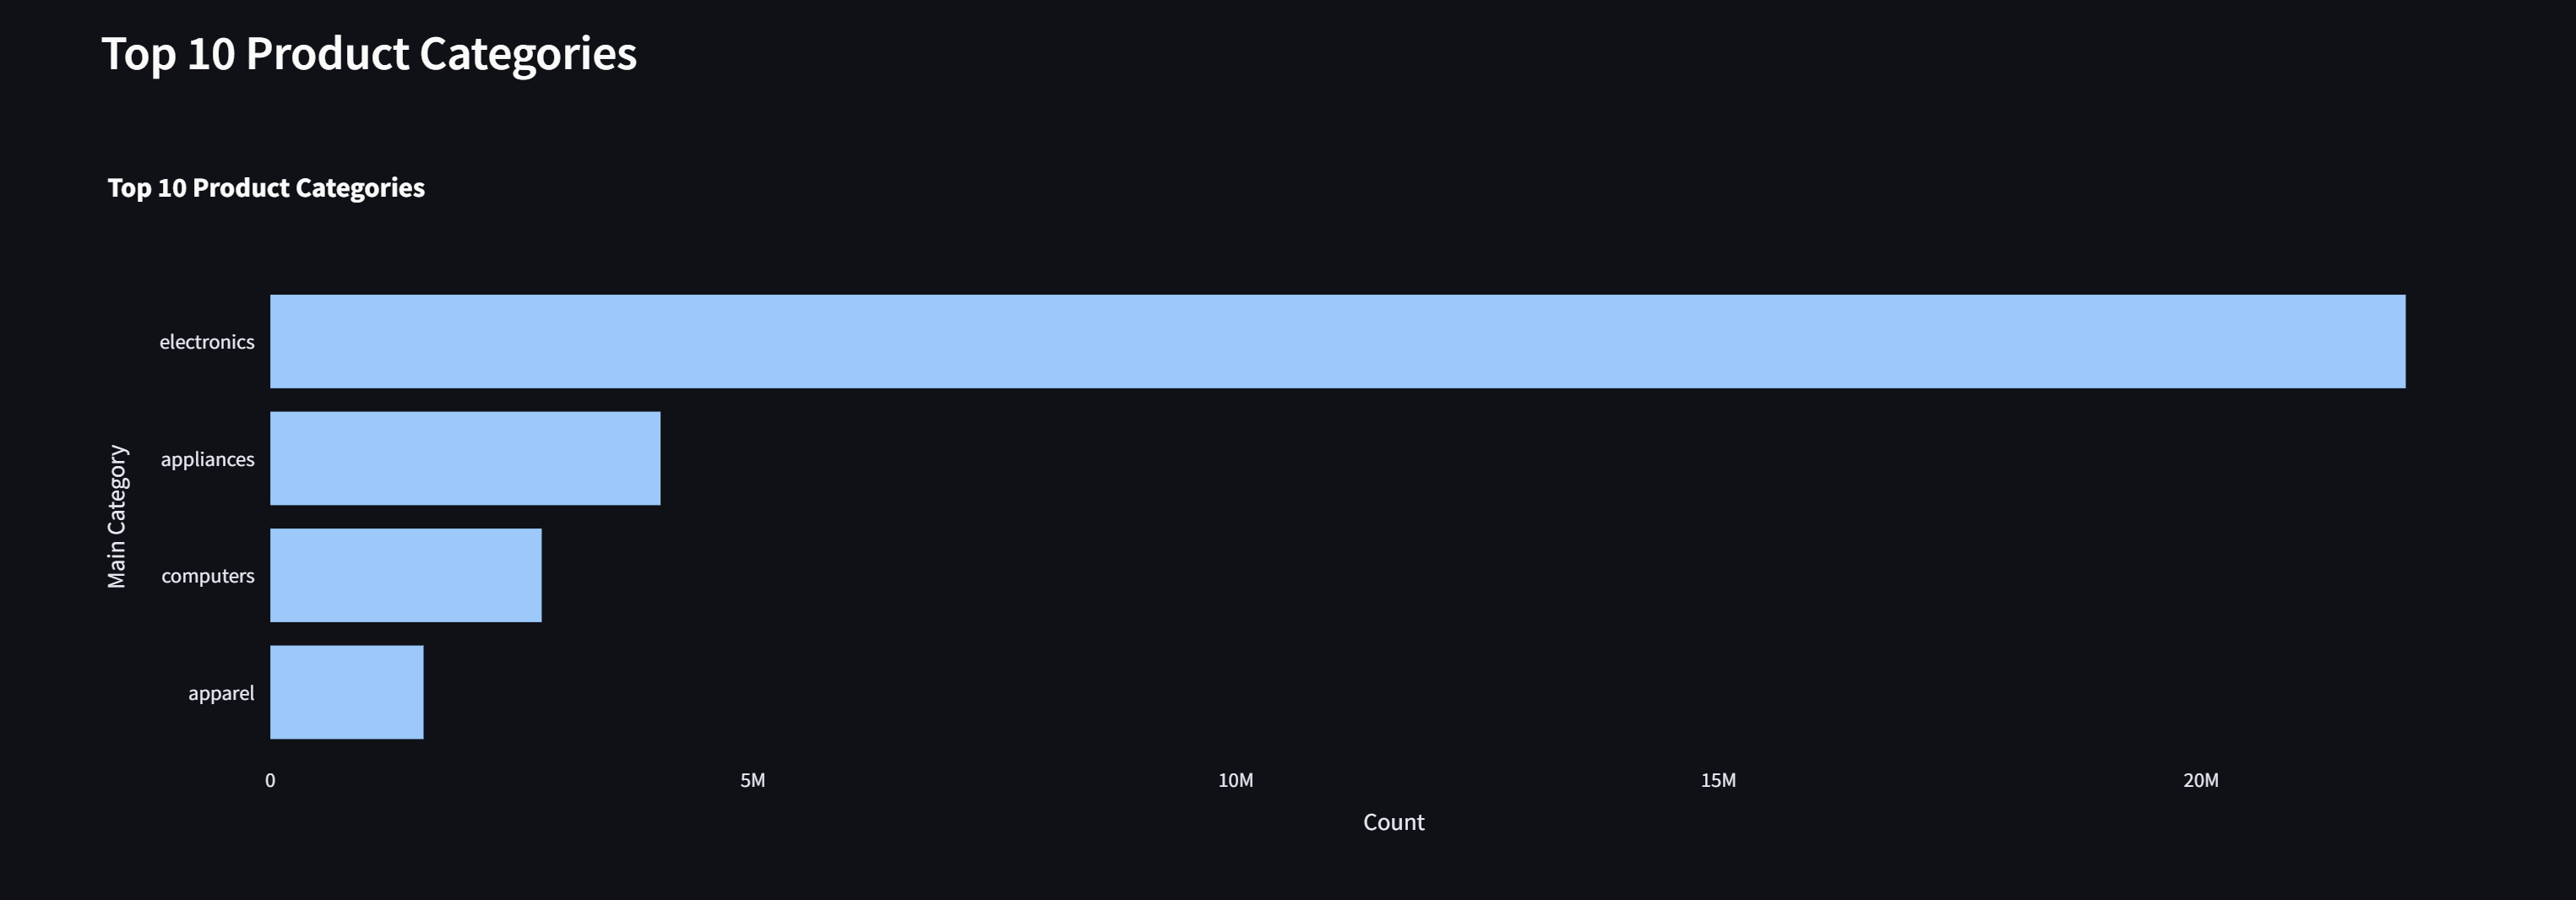 Top 10 Product Categories
Top 10 Product Categories
Main Category
electronics
appliances
computers
apparel
0 5M 10M 15M 20M
Count